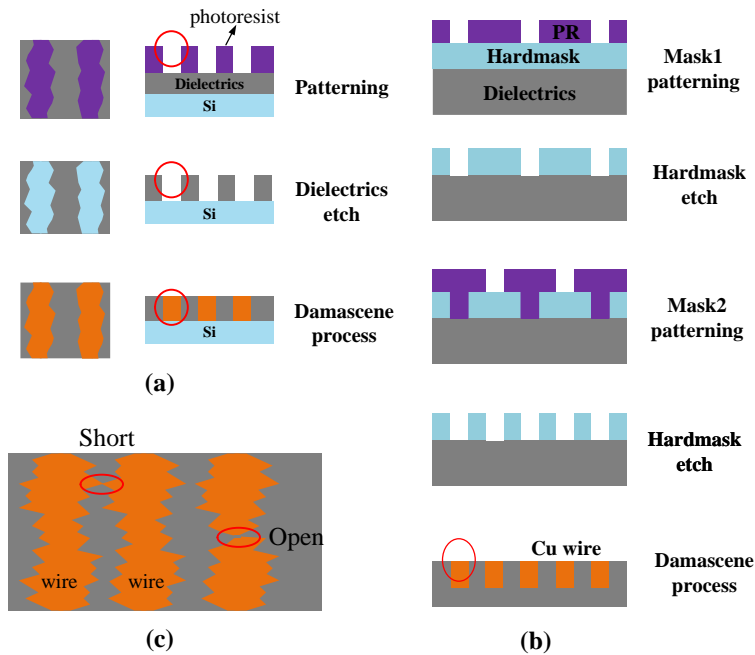 photoresist
Dielectrics
Si
Patterning
Si
Dielectrics
etch
Si
Damascene
process
(a)
PR
Hardmask
Dielectrics
Mask1
patterning
Hardmask
etch
Mask2
patterning
Hardmask
etch
Cu wire
Damascene
process
(b)
Short
Open
wire
wire
(c)